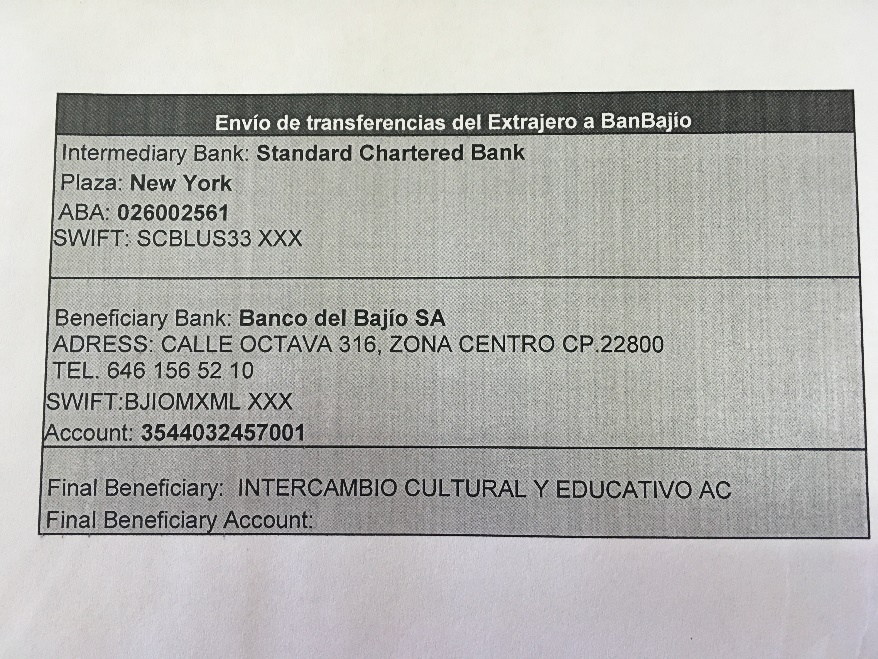 Envío de transferencias del Extrajero a BanBajío
Intermediary Bank: Standard Chartered Bank
Plaza: New York
ABA: 026002561
SWIFT: SCBLUS33 XXX
Beneficiary Bank: Banco del Bajío SA
ADRESS: CALLE OCTAVA 316, ZONA CENTRO CP.22800
TEL. 646 156 52 10
SWIFT:BJIOMXML XXX
Account: 3544032457001
Final Beneficiary: INTERCAMBIO CULTURAL Y EDUCATIVO AC
Final Beneficiary Account: